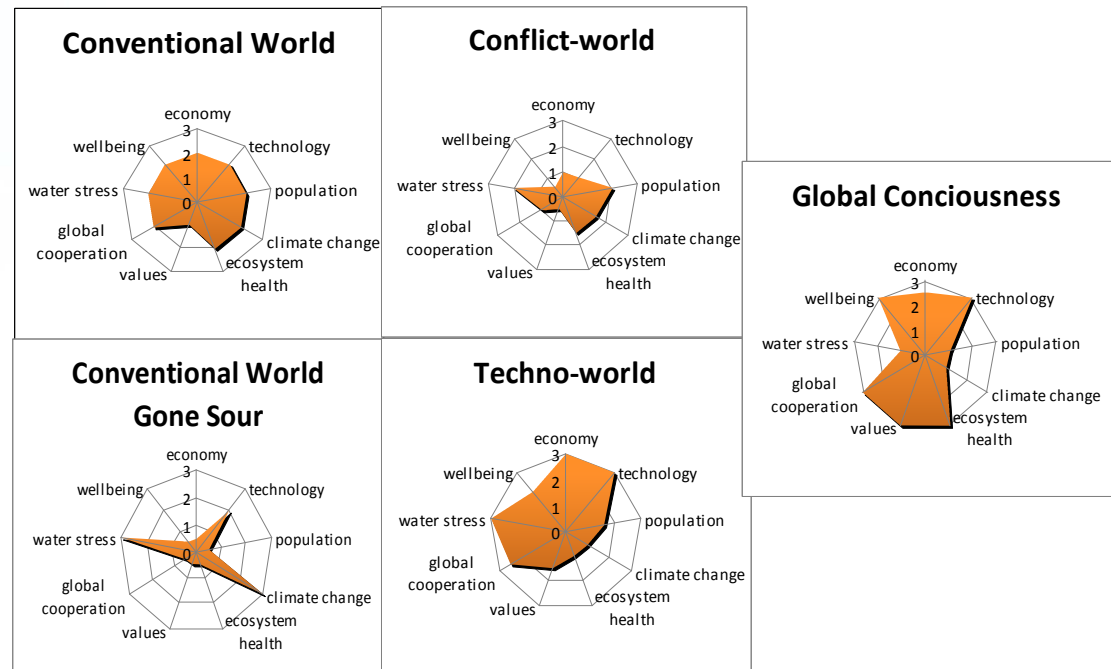 Conventional World
economy
technology
population
climate change
ecosystem
health
values
global
cooperation
water stress
wellbeing
3
2
1
0
Conflict-world
economy
technology
population
climate change
ecosystem
health
values
global
cooperation
water stress
wellbeing
3
2
1
0
Global Conciousness
economy
technology
population
climate change
ecosystem
health
values
global
cooperation
water stress
wellbeing
3
2
1
0
Conventional World
Gone Sour
economy
technology
population
climate change
ecosystem
health
values
global
cooperation
water stress
wellbeing
3
2
1
0
Techno-world
economy
technology
population
climate change
ecosystem
health
values
global
cooperation
water stress
wellbeing
3
2
1
0